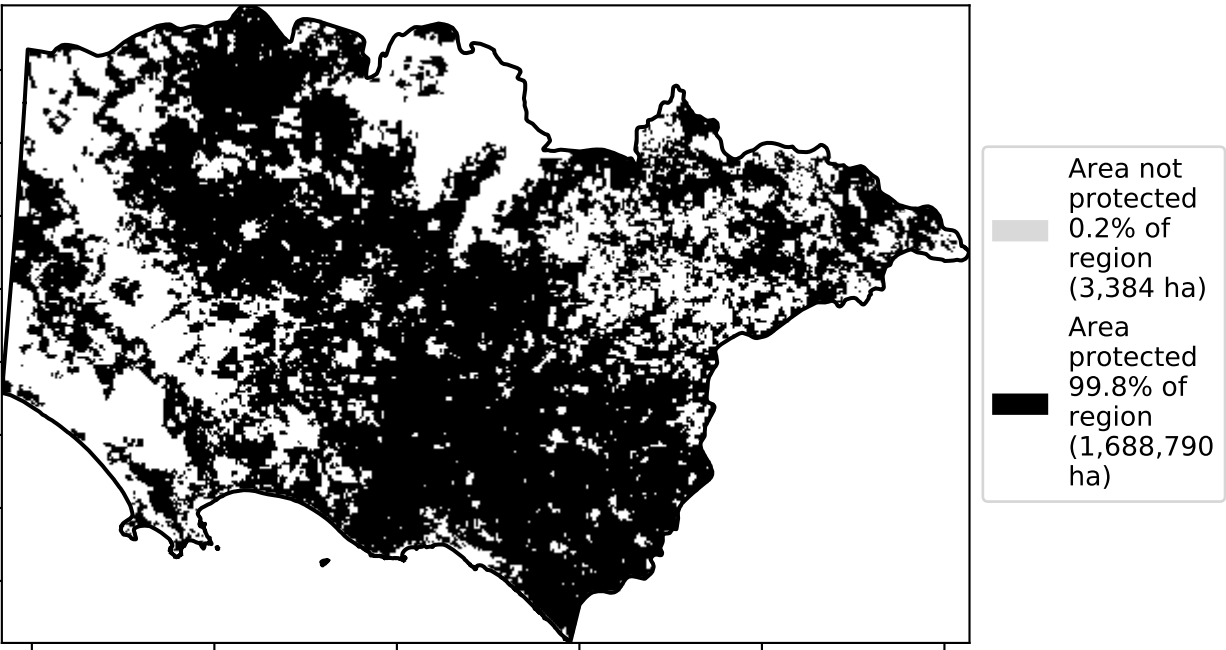 Area not
protected
0.2% of
region
(3,384 ha)
Area
protected
99.8% of
region
(1,688,790
ha)